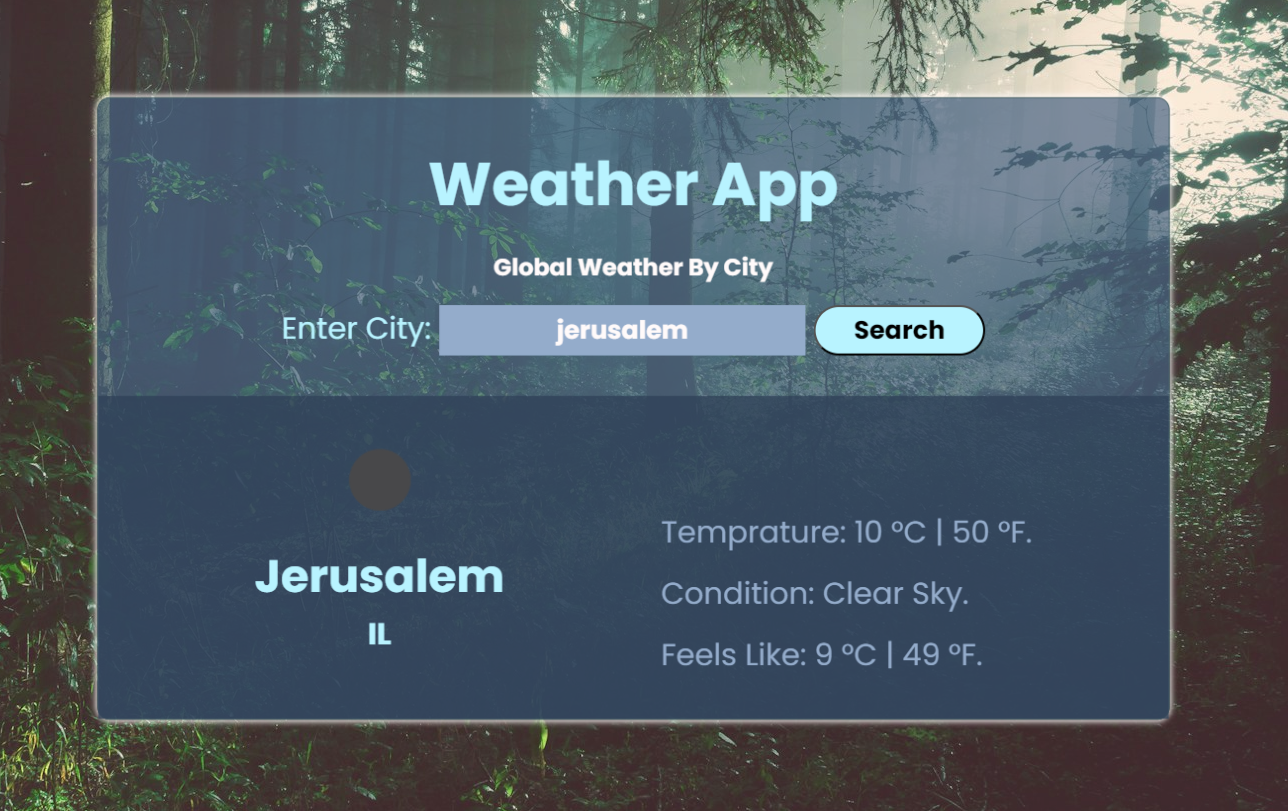 Weather App
Global Weather By City
Enter City: jerusalem Search
Jerusalem
IL
Temprature: 10 °C | 50 °F.
Condition: Clear Sky.
Feels Like: 9 °C | 49 °F.